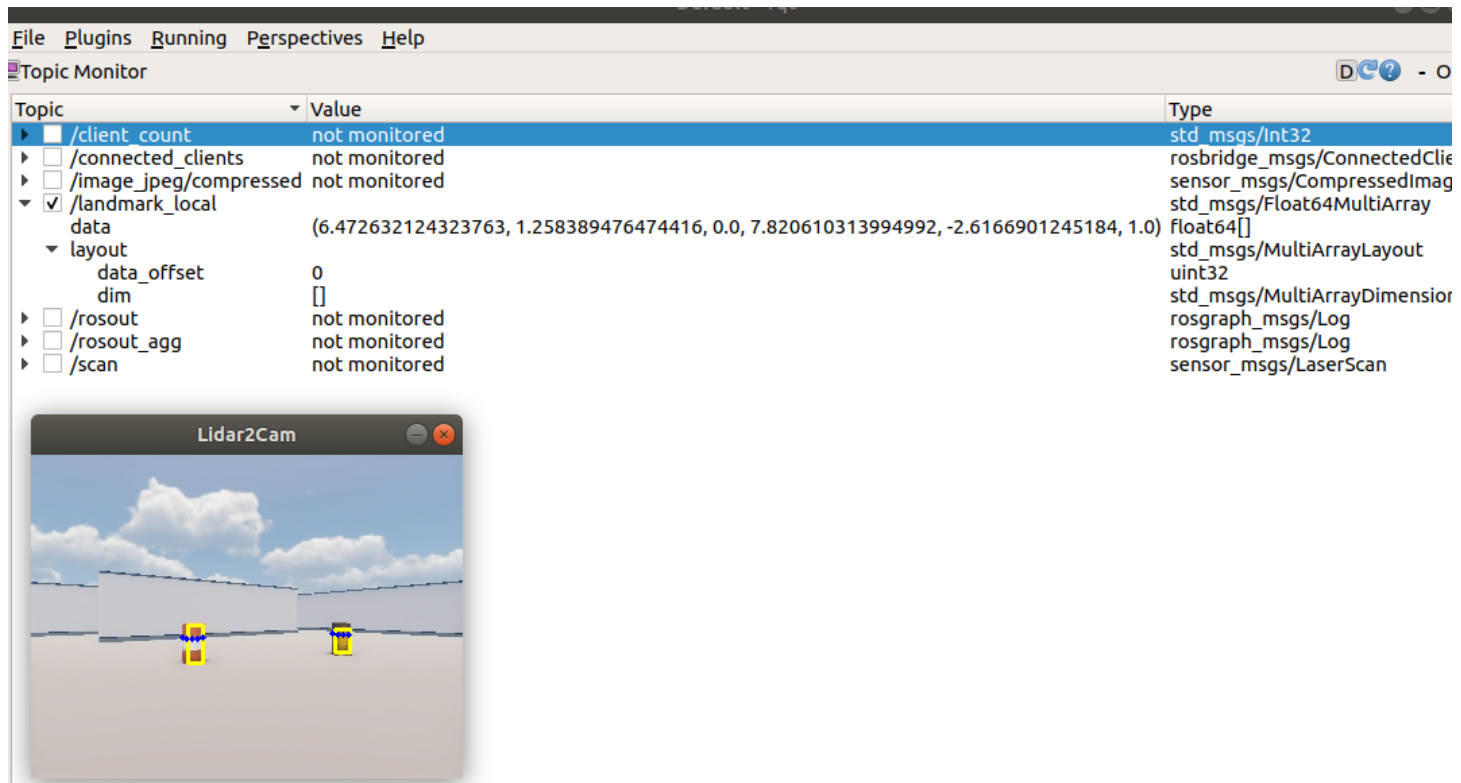 File Plugins Running Perspectives Help
Topic Monitor D ? - O
Topic Value Type
/client_count not monitored std_msgs/Int32
/connected_clients not monitored rosbridge_msgs/ConnectedClie
/image_jpeg/compressed not monitored sensor_msgs/CompressedImag
/landmark_local std_msgs/Float64MultiArray
data (6.472632124323763, 1.258389476474416, 0.0, 7.820610313994992, -2.6166901245184, 1.0) float64[]
layout std_msgs/MultiArrayLayout
data_offset 0 uint32
dim [] std_msgs/MultiArrayDimension
/rosout not monitored rosgraph_msgs/Log
/rosout_agg not monitored rosgraph_msgs/Log
/scan not monitored sensor_msgs/LaserScan
Lidar2Cam